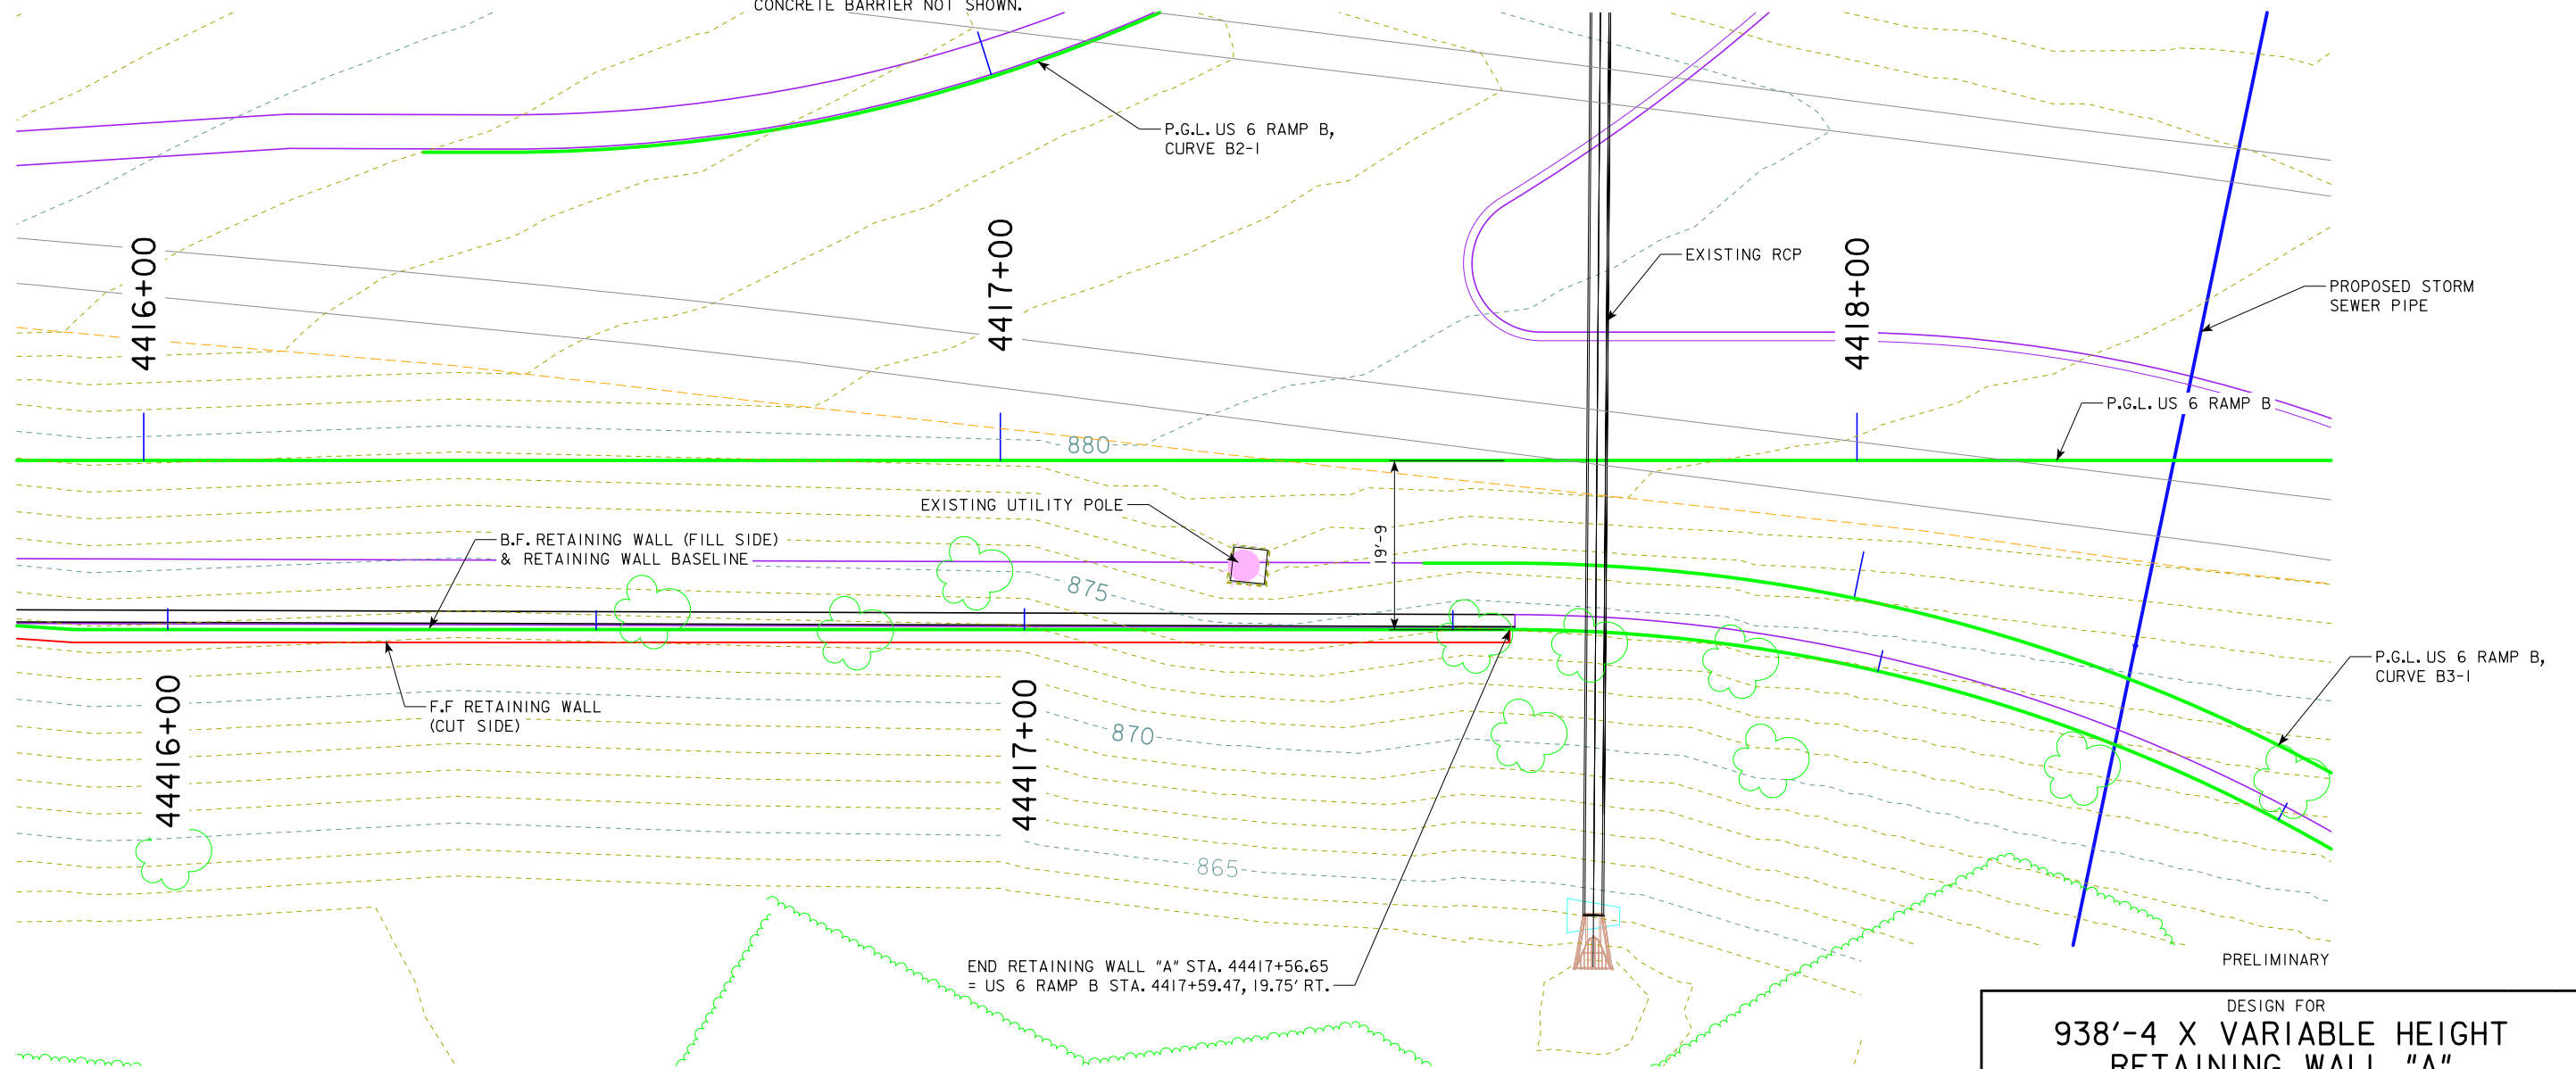 CONCRETE BARRIER NOT SHOWN.
P.G.L. US 6 RAMP B,
CURVE B2-1
4416+00
4417+00
4418+00
EXISTING RCP
PROPOSED STORM
SEWER PIPE
P.G.L. US 6 RAMP B
880
EXISTING UTILITY POLE
19'-9
B.F. RETAINING WALL (FILL SIDE)
& RETAINING WALL BASELINE
875
P.G.L. US 6 RAMP B,
CURVE B3-1
F.F RETAINING WALL
(CUT SIDE)
44416+00
44417+00
870
865
END RETAINING WALL "A" STA. 44417+56.65
= US 6 RAMP B STA. 4417+59.47, 19.75' RT.
PRELIMINARY
DESIGN FOR
938'-4 X VARIABLE HEIGHT
RETAINING WALL "A"